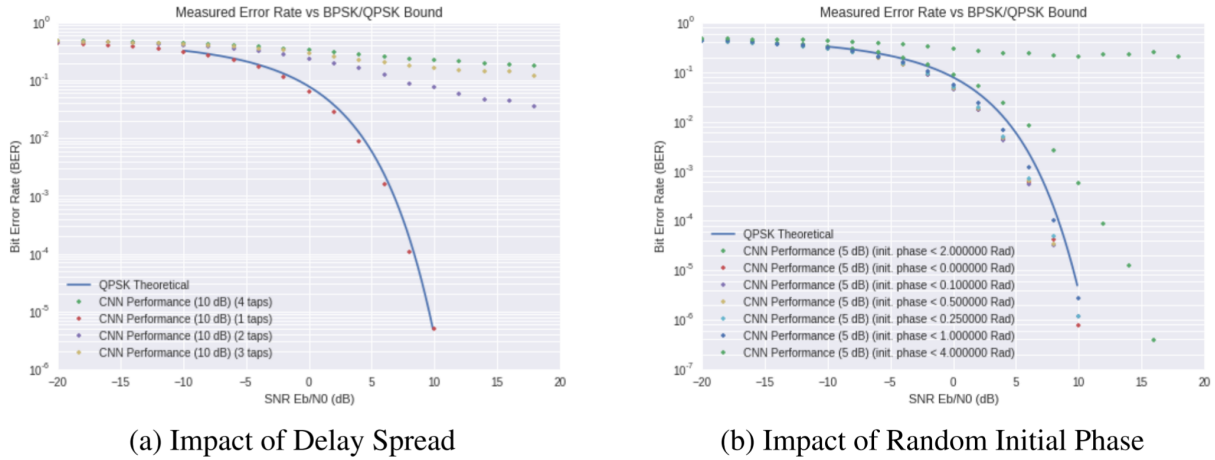 Measured Error Rate vs BPSK/QPSK Bound
10^0
10^-1
10^-2
10^-3
10^-4
10^-5
10^-6
Bit Error Rate (BER)
QPSK Theoretical
CNN Performance (10 dB) (4 taps)
CNN Performance (10 dB) (1 taps)
CNN Performance (10 dB) (2 taps)
CNN Performance (10 dB) (3 taps)
−20 −15 −10 −5 0 5 10 15 20
SNR Eb/N0 (dB)
(a) Impact of Delay Spread
Measured Error Rate vs BPSK/QPSK Bound
10^0
10^-1
10^-2
10^-3
10^-4
10^-5
10^-6
10^-7
Bit Error Rate (BER)
QPSK Theoretical
CNN Performance (5 dB) (init. phase < 2.000000 Rad)
CNN Performance (5 dB) (init. phase < 0.000000 Rad)
CNN Performance (5 dB) (init. phase < 0.100000 Rad)
CNN Performance (5 dB) (init. phase < 0.500000 Rad)
CNN Performance (5 dB) (init. phase < 0.250000 Rad)
CNN Performance (5 dB) (init. phase < 1.000000 Rad)
CNN Performance (5 dB) (init. phase < 4.000000 Rad)
−20 −15 −10 −5 0 5 10 15 20
SNR Eb/N0 (dB)
(b) Impact of Random Initial Phase